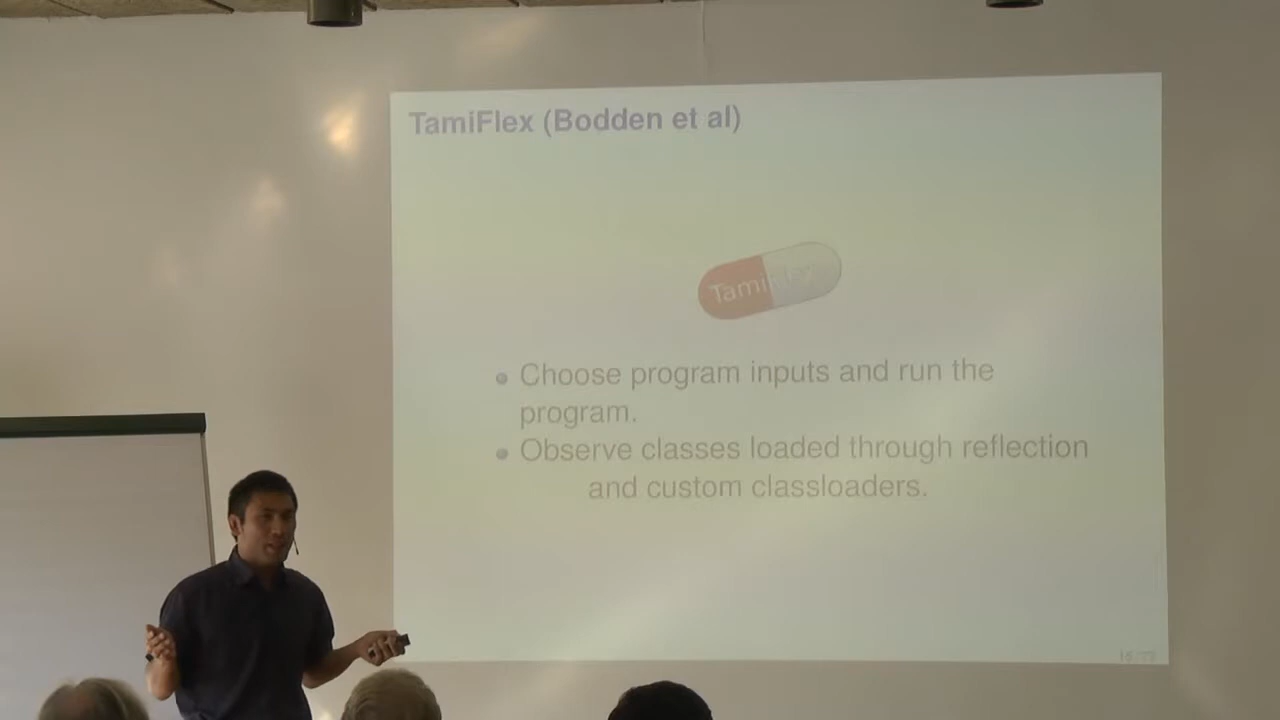 TamiFlex (Bodden et al)
TamiFlex
Choose program inputs and run the
program.
Observe classes loaded through reflection
and custom classloaders.